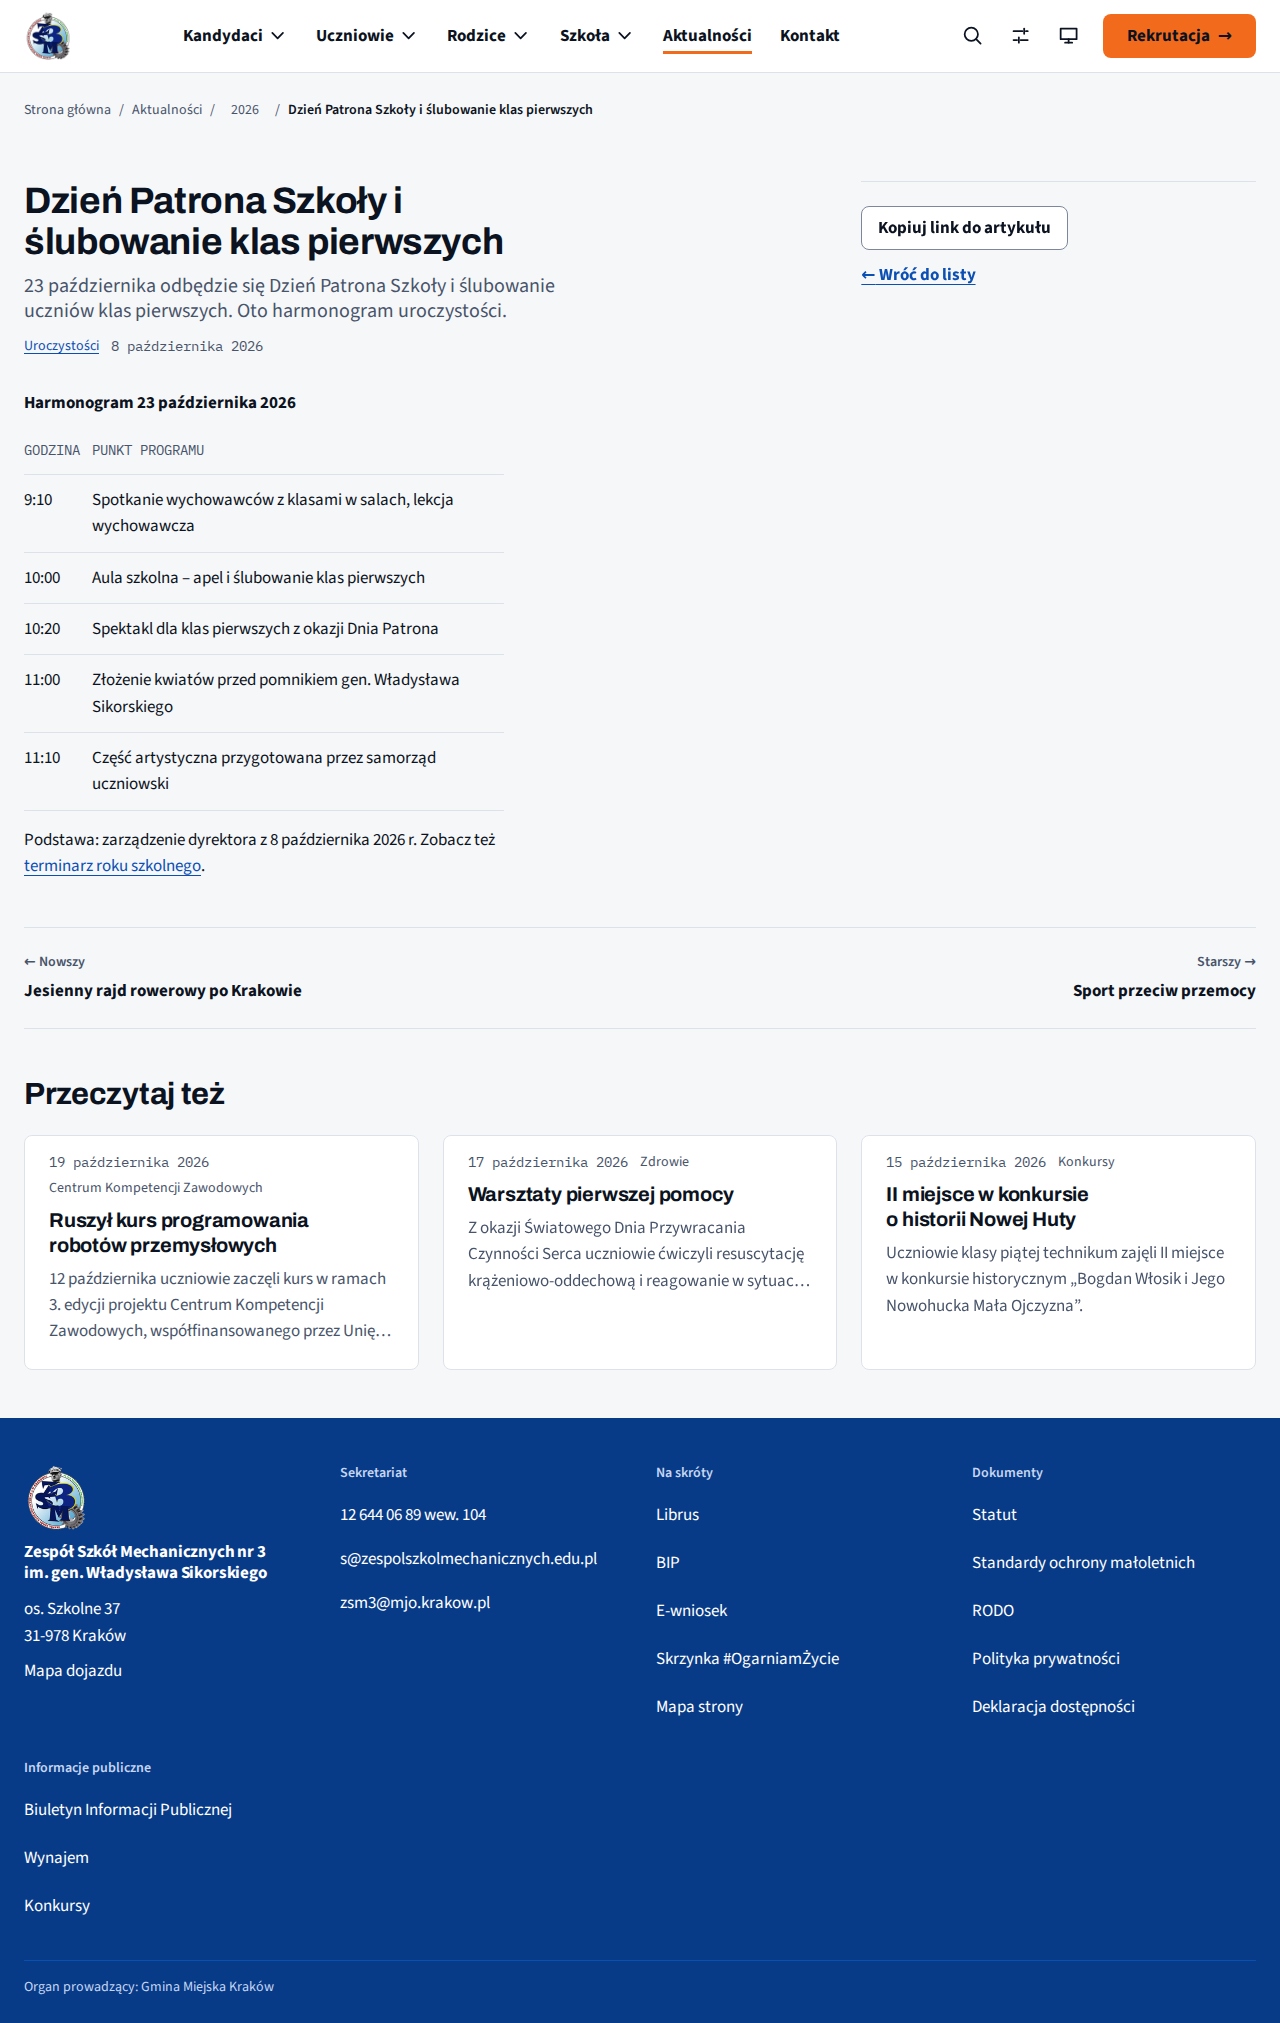 Kandydaci Uczniowie Rodzice Szkoła Aktualności Kontakt Rekrutacja →
Strona główna / Aktualności / 2026 / Dzień Patrona Szkoły i ślubowanie klas pierwszych
Dzień Patrona Szkoły i
ślubowanie klas pierwszych
23 października odbędzie się Dzień Patrona Szkoły i ślubowanie
uczniów klas pierwszych. Oto harmonogram uroczystości.
Uroczystości 8 października 2026
Kopiuj link do artykułu
← Wróć do listy
Harmonogram 23 października 2026
GODZINA PUNKT PROGRAMU
9:10 Spotkanie wychowawców z klasami w salach, lekcja
wychowawcza
10:00 Aula szkolna – apel i ślubowanie klas pierwszych
10:20 Spektakl dla klas pierwszych z okazji Dnia Patrona
11:00 Złożenie kwiatów przed pomnikiem gen. Władysława
Sikorskiego
11:10 Część artystyczna przygotowana przez samorząd
uczniowski
Podstawa: zarządzenie dyrektora z 8 października 2026 r. Zobacz też
terminarz roku szkolnego.
← Nowszy
Jesienny rajd rowerowy po Krakowie
Starszy →
Sport przeciw przemocy
Przeczytaj też
19 października 2026
Centrum Kompetencji Zawodowych
Ruszył kurs programowania
robotów przemysłowych
12 października uczniowie zaczęli kurs w ramach
3. edycji projektu Centrum Kompetencji
Zawodowych, współfinansowanego przez Unię…
17 października 2026 Zdrowie
Warsztaty pierwszej pomocy
Z okazji Światowego Dnia Przywracania
Czynności Serca uczniowie ćwiczyli resuscytację
krążeniowo-oddechową i reagowanie w sytuac…
15 października 2026 Konkursy
II miejsce w konkursie
o historii Nowej Huty
Uczniowie klasy piątej technikum zajęli II miejsce
w konkursie historycznym „Bogdan Włosik i Jego
Nowohucka Mała Ojczyzna”.
Zespół Szkół Mechanicznych nr 3
im. gen. Władysława Sikorskiego
os. Szkolne 37
31-978 Kraków
Mapa dojazdu
Sekretariat
12 644 06 89 wew. 104
s@zespolszkolmechanicznych.edu.pl
zsm3@mjo.krakow.pl
Na skróty
Librus
BIP
E-wniosek
Skrzynka #OgarniamŻycie
Mapa strony
Dokumenty
Statut
Standardy ochrony małoletnich
RODO
Polityka prywatności
Deklaracja dostępności
Informacje publiczne
Biuletyn Informacji Publicznej
Wynajem
Konkursy
Organ prowadzący: Gmina Miejska Kraków